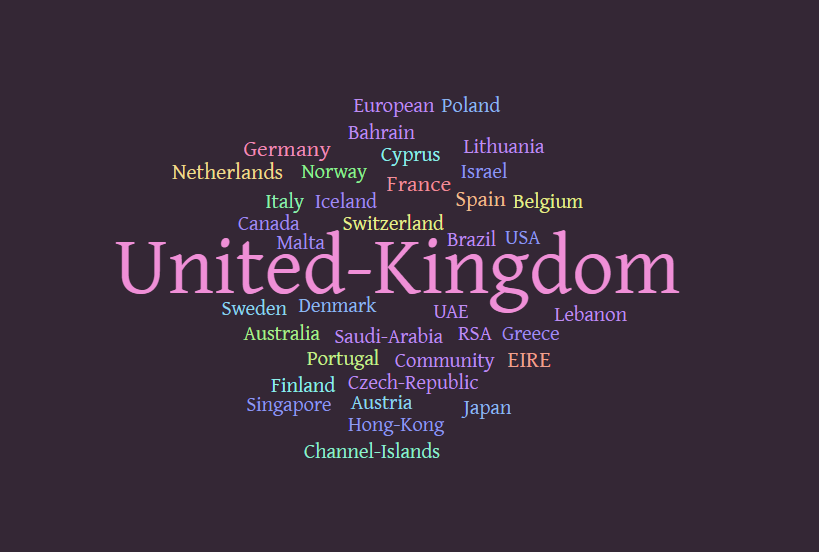 European Poland
Bahrain
Lithuania
Germany
Cyprus
Netherlands Norway Israel
France
Italy Iceland Spain Belgium
Canada Switzerland
Malta Brazil USA
United-Kingdom
Sweden Denmark UAE Lebanon
Australia Saudi-Arabia RSA Greece
Portugal Community EIRE
Finland Czech-Republic
Singapore Austria Japan
Hong-Kong
Channel-Islands